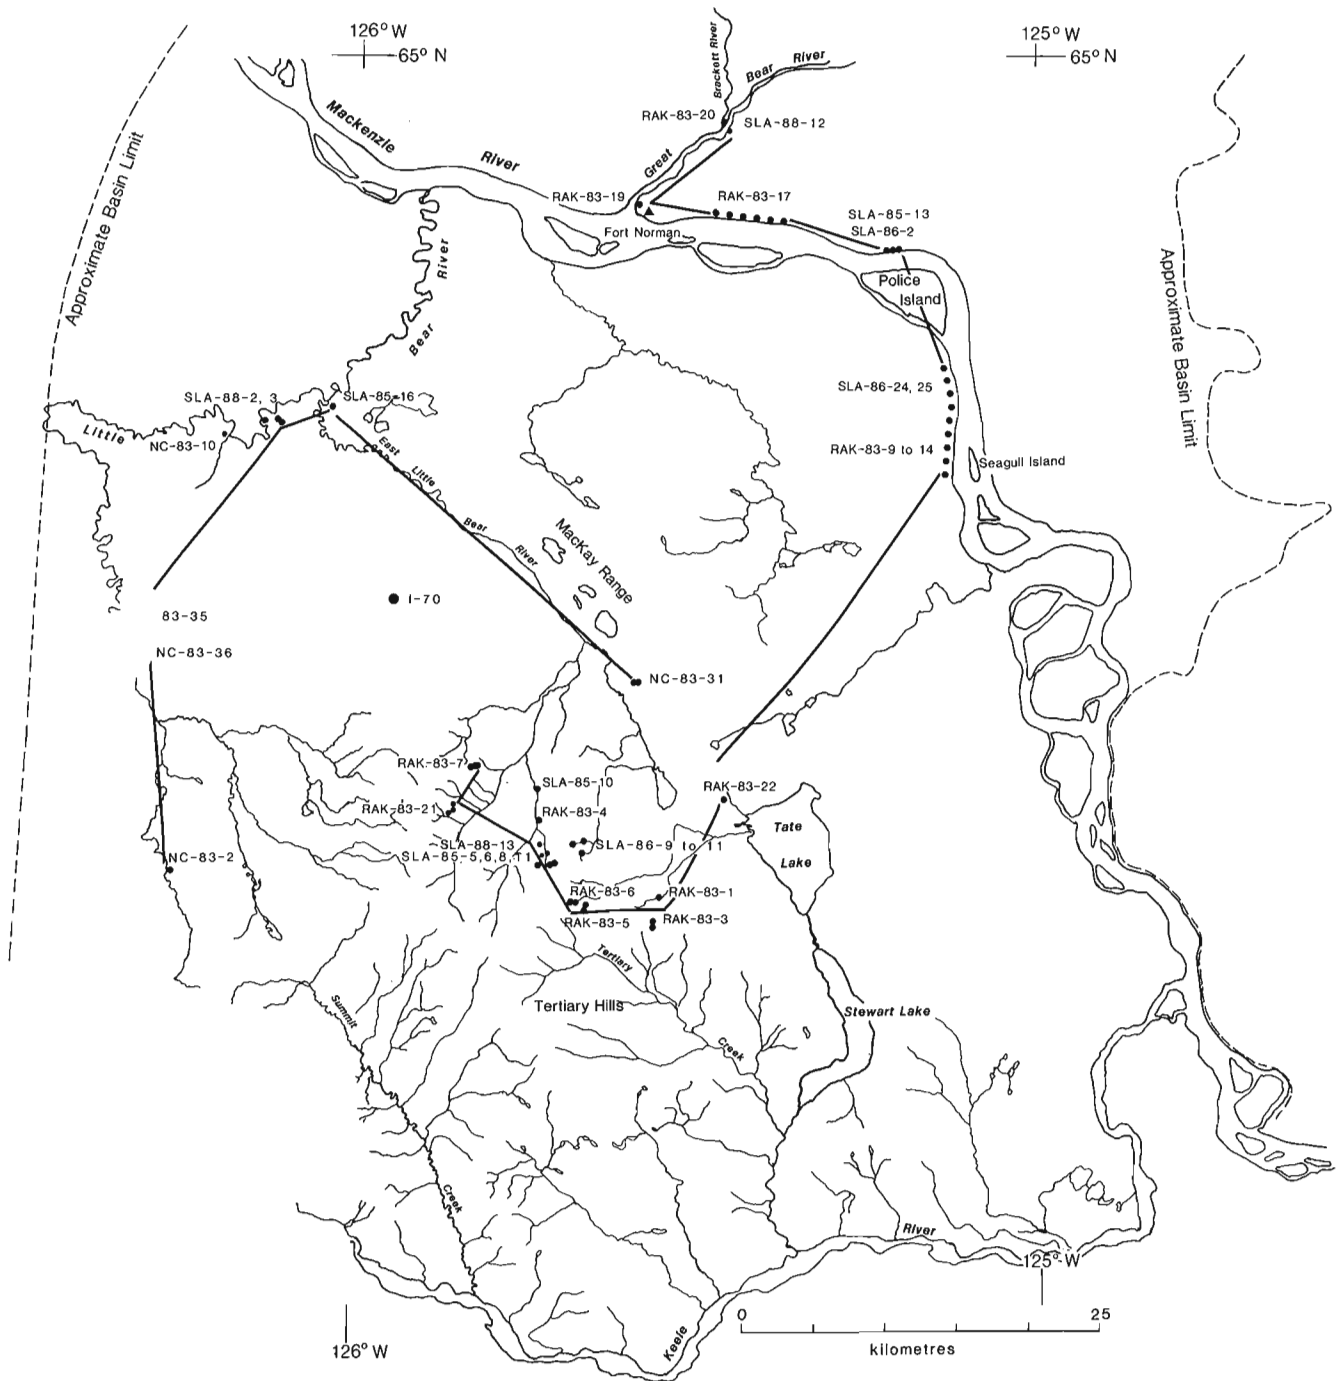 126° W
65° N
125° W
65° N
Brackett River
Bear River
Mackenzie River
RAK-83-20
SLA-88-12
Great
Approximate Basin Limit
RAK-83-19
RAK-83-17
SLA-85-13
SLA-86-2
Fort Norman
Police
Island
Approximate Basin Limit
River
Bear
SLA-86-24, 25
SLA-88-2, 3
SLA-85-16
Little
NC-83-10
RAK-83-9 to 14
Seagull Island
East Little Bear River
MacKay Range
I-70
83-35
NC-83-36
NC-83-31
RAK-83-7
SLA-85-10
RAK-83-22
RAK-83-21
RAK-83-4
Tate
Lake
SLA-88-13
SLA-86-9 to 11
SLA-85-5,6,8,11
NC-83-2
RAK-83-6
RAK-83-1
RAK-83-5
RAK-83-3
Tertiary
Tertiary Hills
Summit
Stewart Lake
Creek
Creek
River
125° W
0
25
kilometres
Keele
126° W